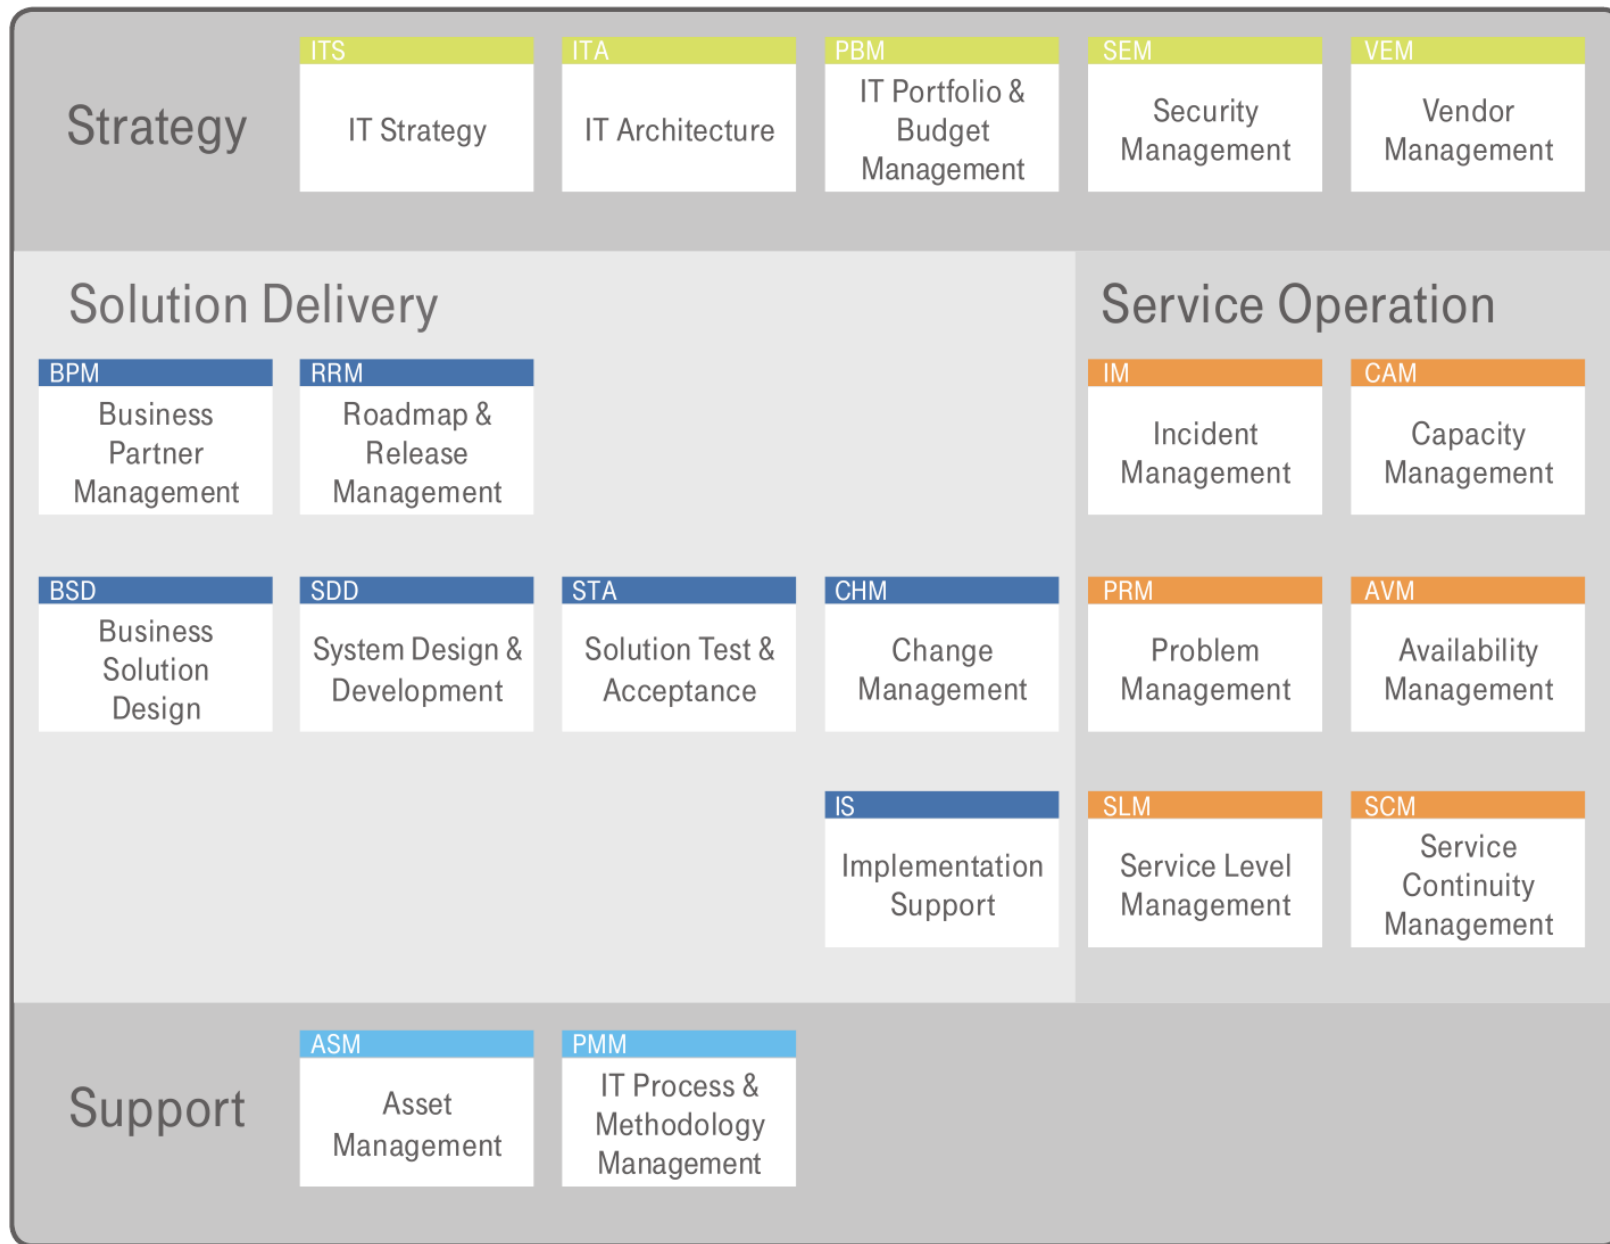 Strategy
ITS
IT Strategy
ITA
IT Architecture
PBM
IT Portfolio &
Budget
Management
SEM
Security
Management
VEM
Vendor
Management
Solution Delivery
BPM
Business
Partner
Management
RRM
Roadmap &
Release
Management
BSD
Business
Solution
Design
SDD
System Design &
Development
STA
Solution Test &
Acceptance
CHM
Change
Management
IS
Implementation
Support
Service Operation
IM
Incident
Management
CAM
Capacity
Management
PRM
Problem
Management
AVM
Availability
Management
SLM
Service Level
Management
SCM
Service
Continuity
Management
Support
ASM
Asset
Management
PMM
IT Process &
Methodology
Management